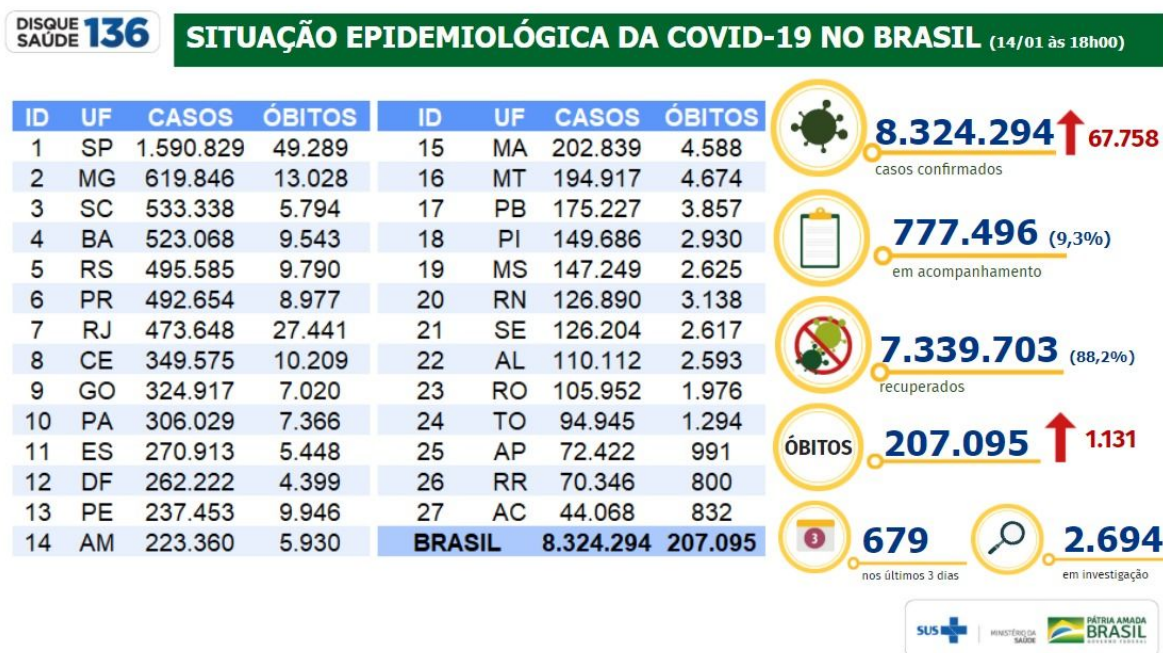 DISQUE
SAÚDE 136
SITUAÇÃO EPIDEMIOLÓGICA DA COVID-19 NO BRASIL (14/01 às 18h00)
ID UF CASOS ÓBITOS ID UF CASOS ÓBITOS
1 SP 1.590.829 49.289 15 MA 202.839 4.588
2 MG 619.846 13.028 16 MT 194.917 4.674
3 SC 533.338 5.794 17 PB 175.227 3.857
4 BA 523.068 9.543 18 PI 149.686 2.930
5 RS 495.585 9.790 19 MS 147.249 2.625
6 PR 492.654 8.977 20 RN 126.890 3.138
7 RJ 473.648 27.441 21 SE 126.204 2.617
8 CE 349.575 10.209 22 AL 110.112 2.593
9 GO 324.917 7.020 23 RO 105.952 1.976
10 PA 306.029 7.366 24 TO 94.945 1.294
11 ES 270.913 5.448 25 AP 72.422 991
12 DF 262.222 4.399 26 RR 70.346 800
13 PE 237.453 9.946 27 AC 44.068 832
14 AM 223.360 5.930 BRASIL 8.324.294 207.095
8.324.294 67.758
casos confirmados
777.496 (9,3%)
em acompanhamento
7.339.703 (88,2%)
recuperados
ÓBITOS 207.095 1.131
3 679 2.694
nos últimos 3 dias em investigação
SUS
MINISTÉRIO DA
SAÚDE
PÁTRIA AMADA
BRASIL
GOVERNO FEDERAL